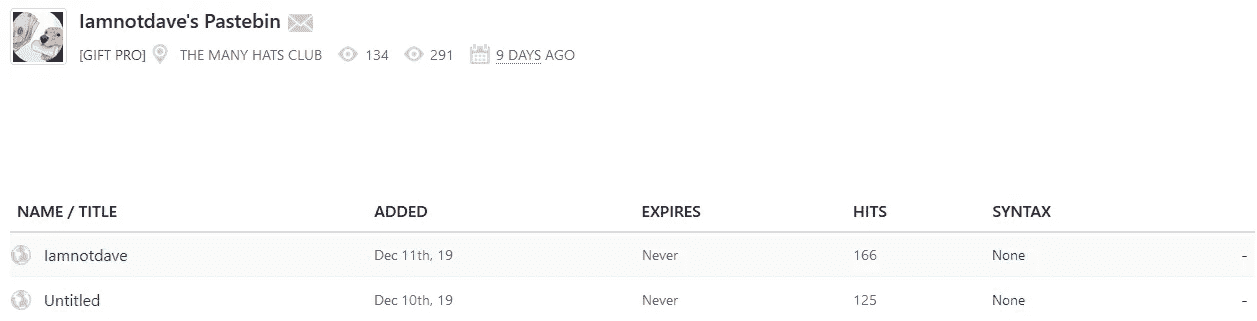 Iamnotdave's Pastebin
[GIFT PRO] THE MANY HATS CLUB 134 291 9 DAYS AGO
NAME / TITLE ADDED EXPIRES HITS SYNTAX
Iamnotdave Dec 11th, 19 Never 166 None -
Untitled Dec 10th, 19 Never 125 None -